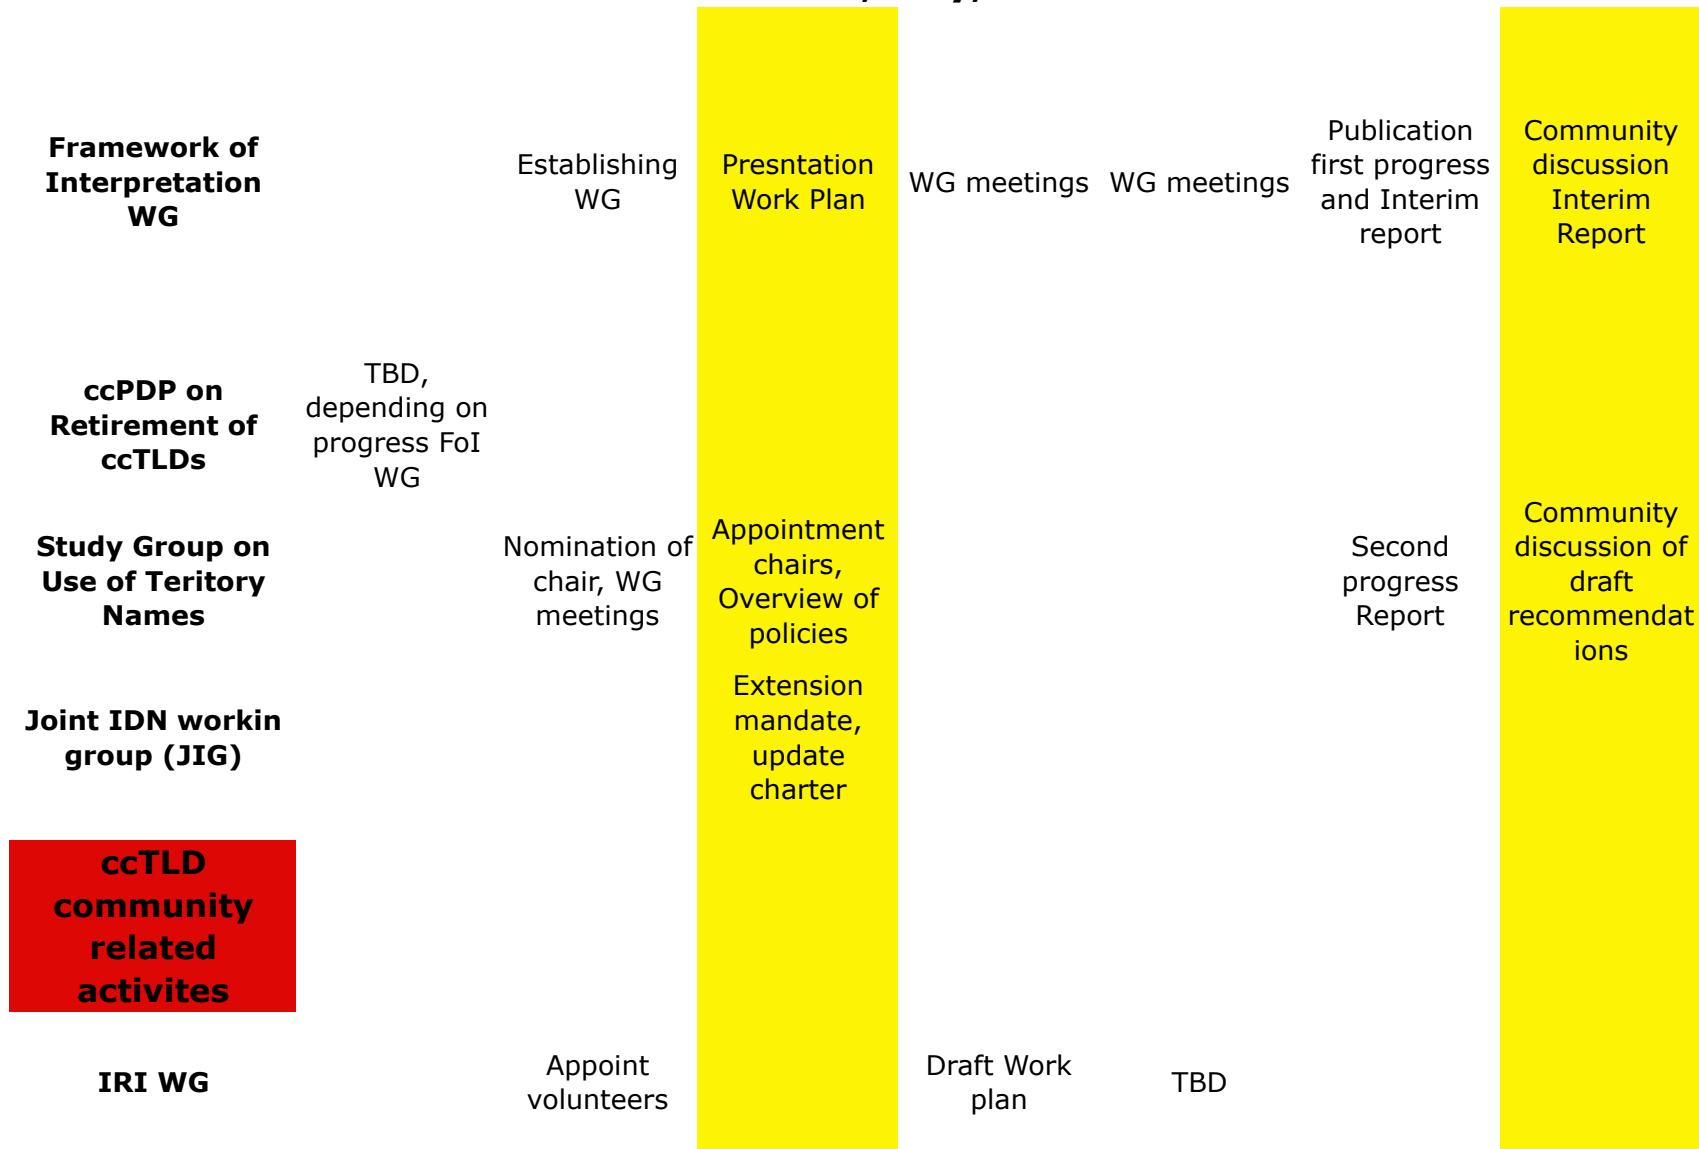 Framework of
Interpretation
WG
Establishing
WG
Presntation
Work Plan
WG meetings
WG meetings
Publication
first progress
and Interim
report
Community
discussion
Interim
Report
ccPDP on
Retirement of
ccTLDs
TBD,
depending on
progress FoI
WG
Study Group on
Use of Teritory
Names
Nomination of
chair, WG
meetings
Appointment
chairs,
Overview of
policies
Second
progress
Report
Community
discussion of
draft
recommendat
ions
Joint IDN workin
group (JIG)
Extension
mandate,
update
charter
ccTLD
community
related
activites
IRI WG
Appoint
volunteers
Draft Work
plan
TBD